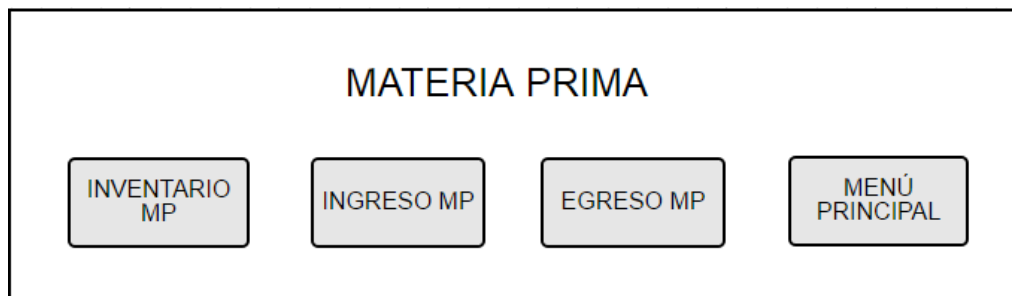 MATERIA PRIMA
INVENTARIO
MP
INGRESO MP
EGRESO MP
MENÚ
PRINCIPAL